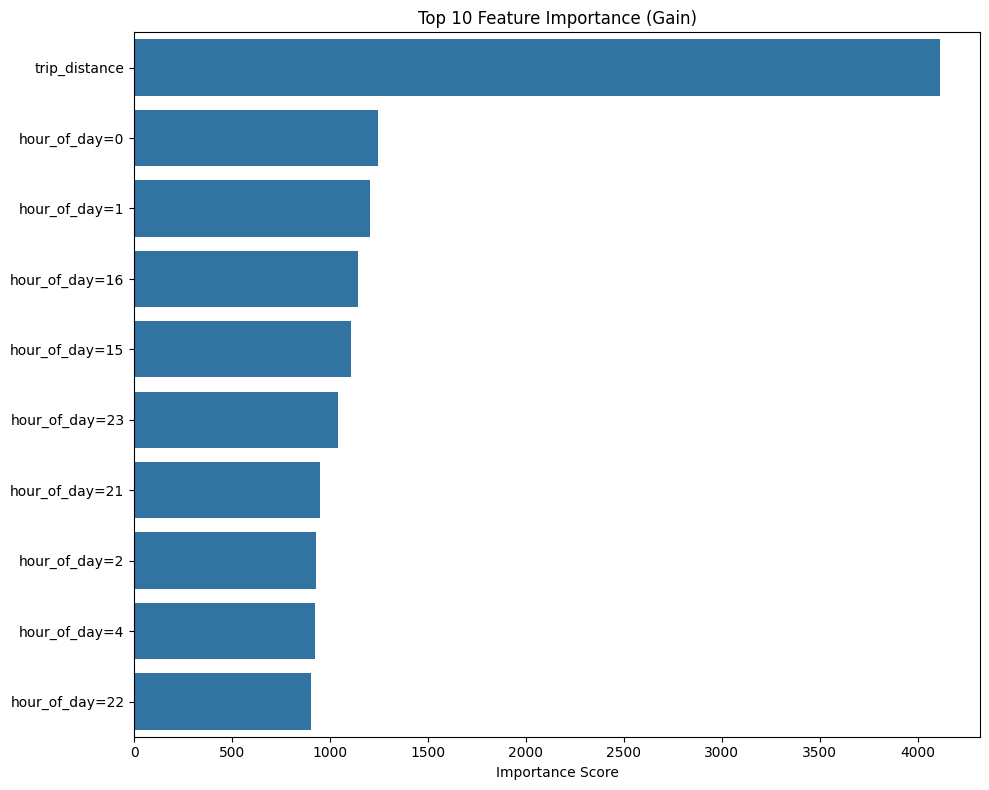 Top 10 Feature Importance (Gain)
trip_distance
hour_of_day=0
hour_of_day=1
hour_of_day=16
hour_of_day=15
hour_of_day=23
hour_of_day=21
hour_of_day=2
hour_of_day=4
hour_of_day=22
0 500 1000 1500 2000 2500 3000 3500 4000
Importance Score